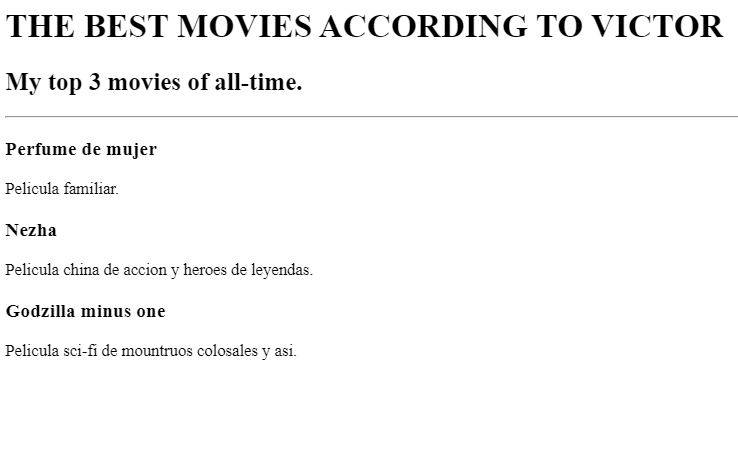 THE BEST MOVIES ACCORDING TO VICTOR
My top 3 movies of all-time.
Perfume de mujer
Pelicula familiar.
Nezha
Pelicula china de accion y heroes de leyendas.
Godzilla minus one
Pelicula sci-fi de mountruos colosales y asi.